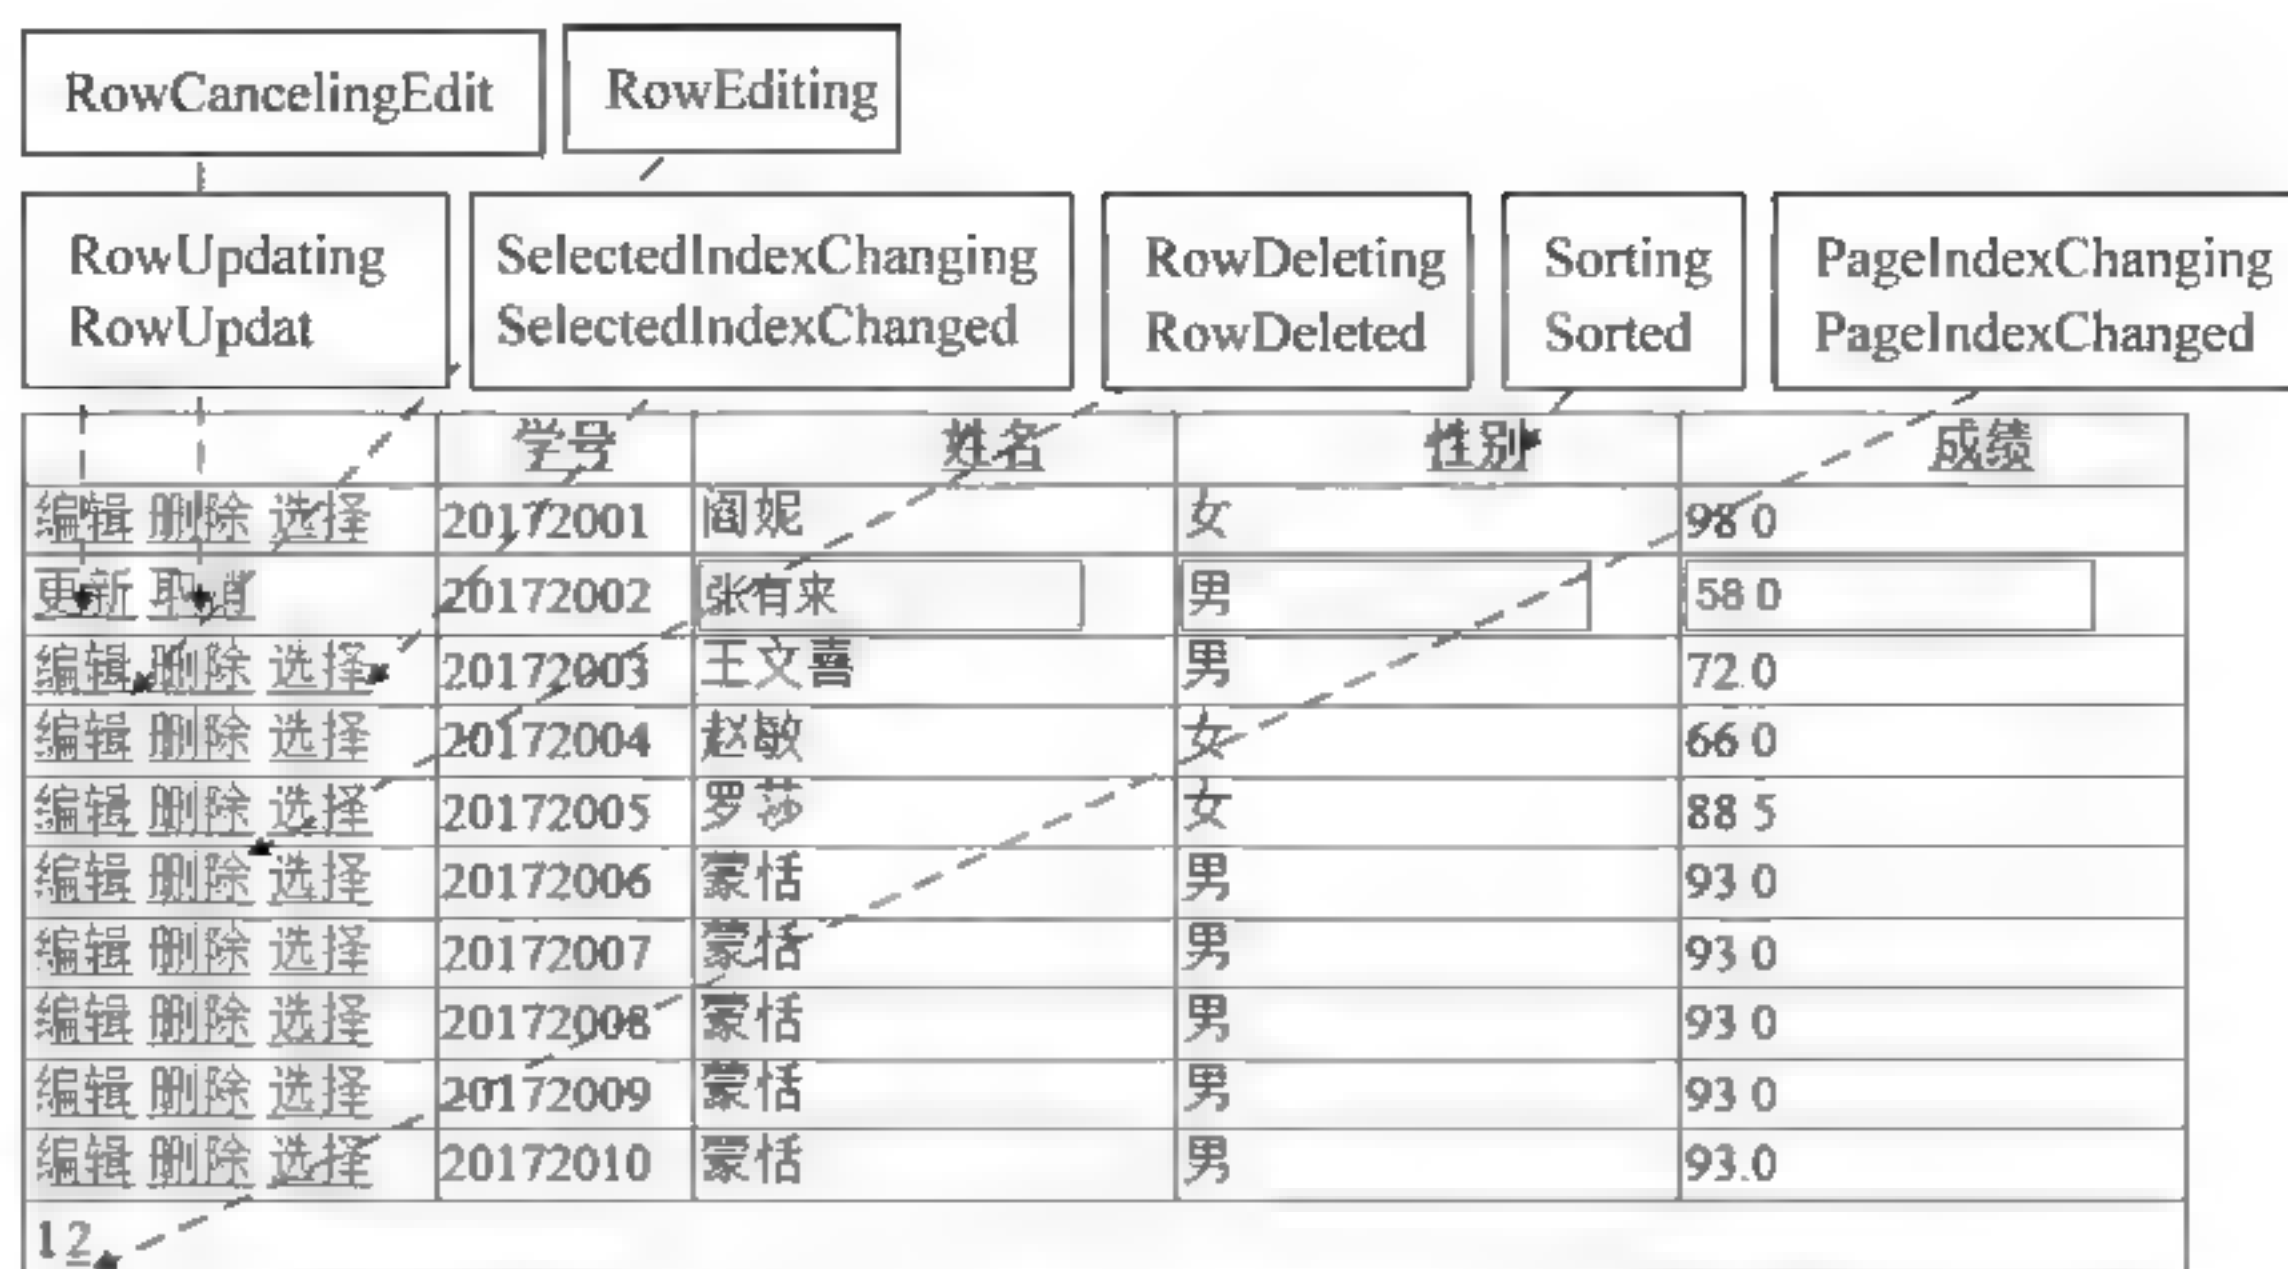 RowCancelingEdit RowEditing
RowUpdating SelectedIndexChanging RowDeleting Sorting PageIndexChanging
RowUpdat SelectedIndexChanged RowDeleted Sorted PageIndexChanged
学号 姓名 性别 成绩
编辑 删除 选择 20172001 阎妮 女 98 0
更新 取消 20172002 张有来 男 58 0
编辑 删除 选择 20172003 王文喜 男 72.0
编辑 删除 选择 20172004 赵敏 女 66 0
编辑 删除 选择 20172005 罗莎 女 88 5
编辑 删除 选择 20172006 蒙恬 男 93 0
编辑 删除 选择 20172007 蒙恬 男 93 0
编辑 删除 选择 20172008 蒙恬 男 93 0
编辑 删除 选择 20172009 蒙恬 男 93 0
编辑 删除 选择 20172010 蒙恬 男 93.0
1 2